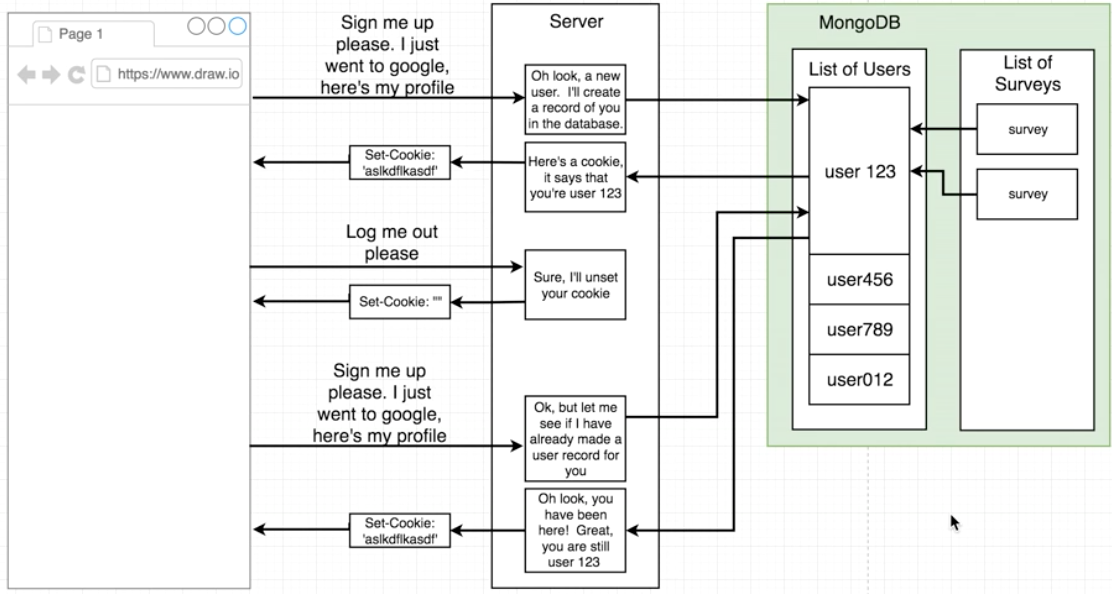 Page 1
https://www.draw.io
Sign me up
please. I just
went to google,
here's my profile
Set-Cookie:
'aslkdflkasdf'
Log me out
please
Set-Cookie: ""
Sign me up
please. I just
went to google,
here's my profile
Set-Cookie:
'aslkdflkasdf'
Server
Oh look, a new
user. I'll create
a record of you
in the database.
Here's a cookie,
it says that
you're user 123
Sure, I'll unset
your cookie
Ok, but let me
see if I have
already made a
user record for
you
Oh look, you
have been
here! Great,
you are still
user 123
MongoDB
List of Users
user 123
user456
user789
user012
List of
Surveys
survey
survey